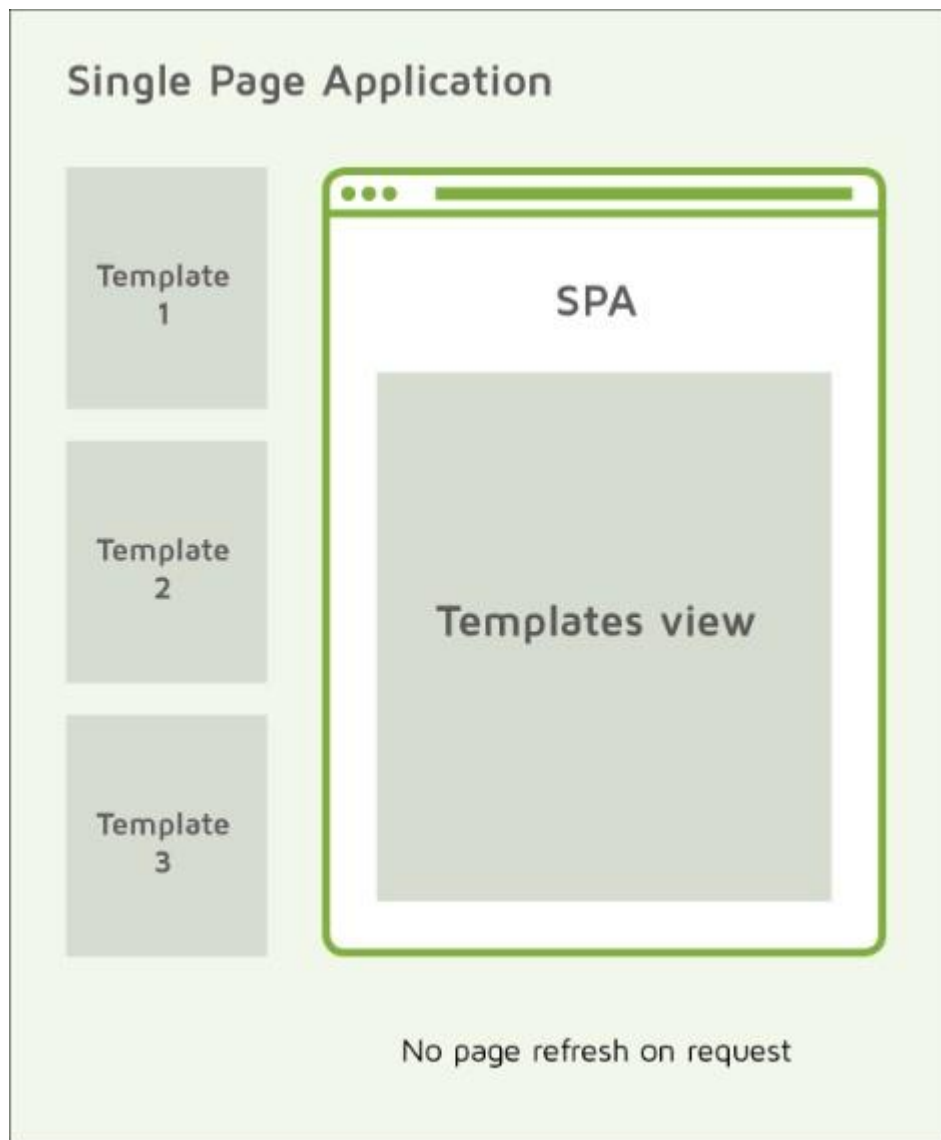 Single Page Application
Template
1
SPA
Template
2
Templates view
Template
3
No page refresh on request